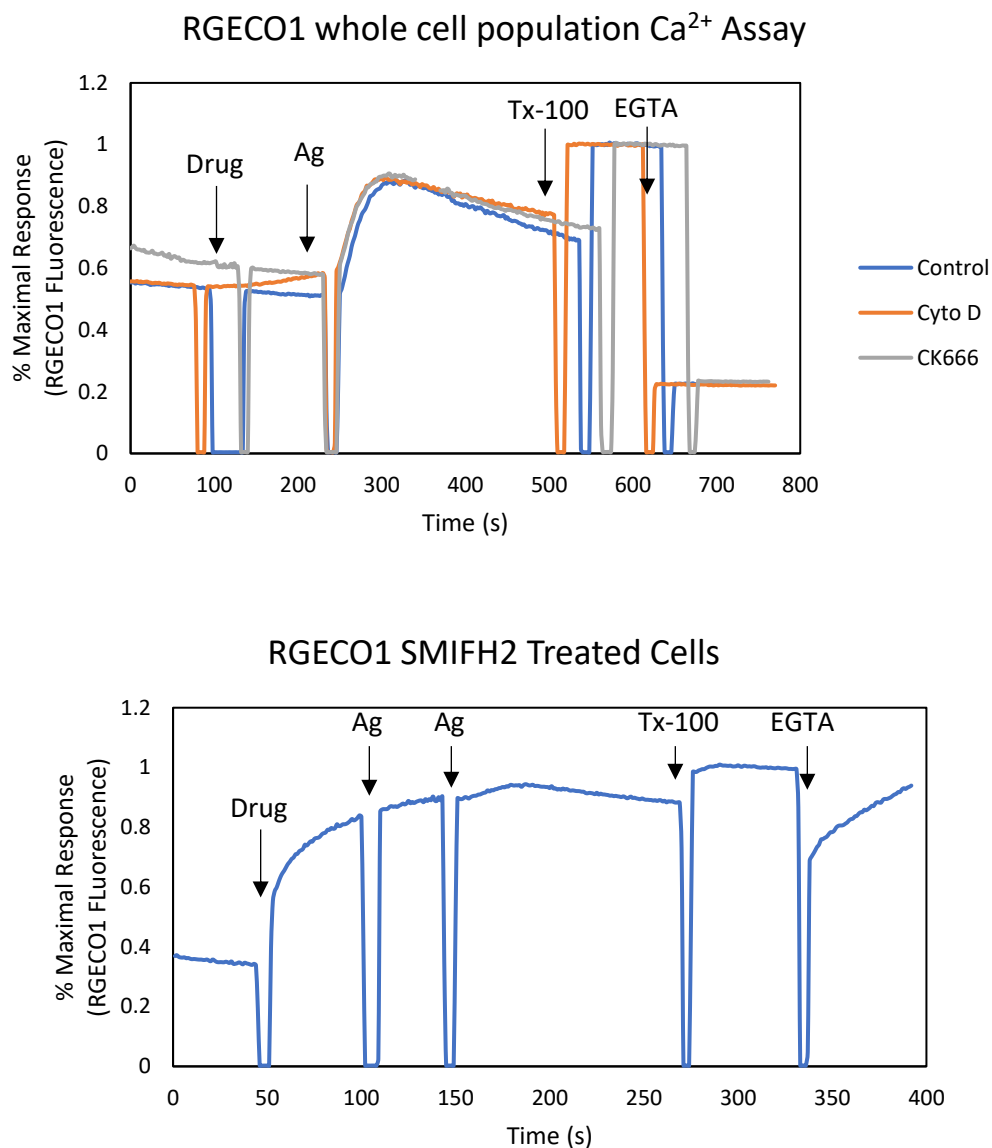 RGECO1 whole cell population Ca²⁺ Assay
1.2
1
0.8
0.6
0.4
0.2
0
% Maximal Response
(RGECO1 FLuorescence)
Drug
Ag
Tx-100
EGTA
Control
Cyto D
CK666
0 100 200 300 400 500 600 700 800
Time (s)
RGECO1 SMIFH2 Treated Cells
1.2
1
0.8
0.6
0.4
0.2
0
% Maximal Response
(RGECO1 FLuorescence)
Drug
Ag
Ag
Tx-100
EGTA
0 50 100 150 200 250 300 350 400
Time (s)